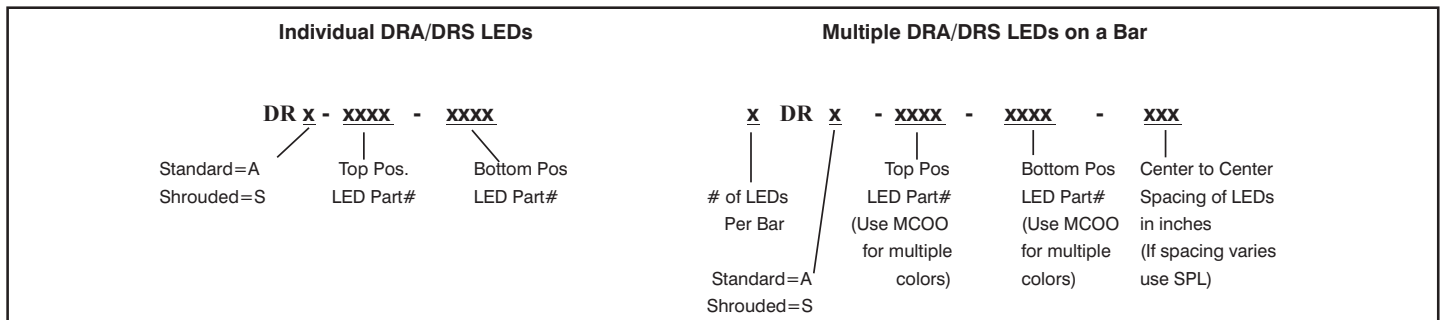 Individual DRA/DRS LEDs
DR x - xxxx - xxxx
Standard=A
Shrouded=S
Top Pos.
LED Part#
Bottom Pos
LED Part#
Multiple DRA/DRS LEDs on a Bar
x DR x - xxxx - xxxx - xxx
# of LEDs
Per Bar
Standard=A
Shrouded=S
Top Pos
LED Part#
(Use MCOO
for multiple
colors)
Bottom Pos
LED Part#
(Use MCOO
for multiple
colors)
Center to Center
Spacing of LEDs
in inches
(If spacing varies
use SPL)